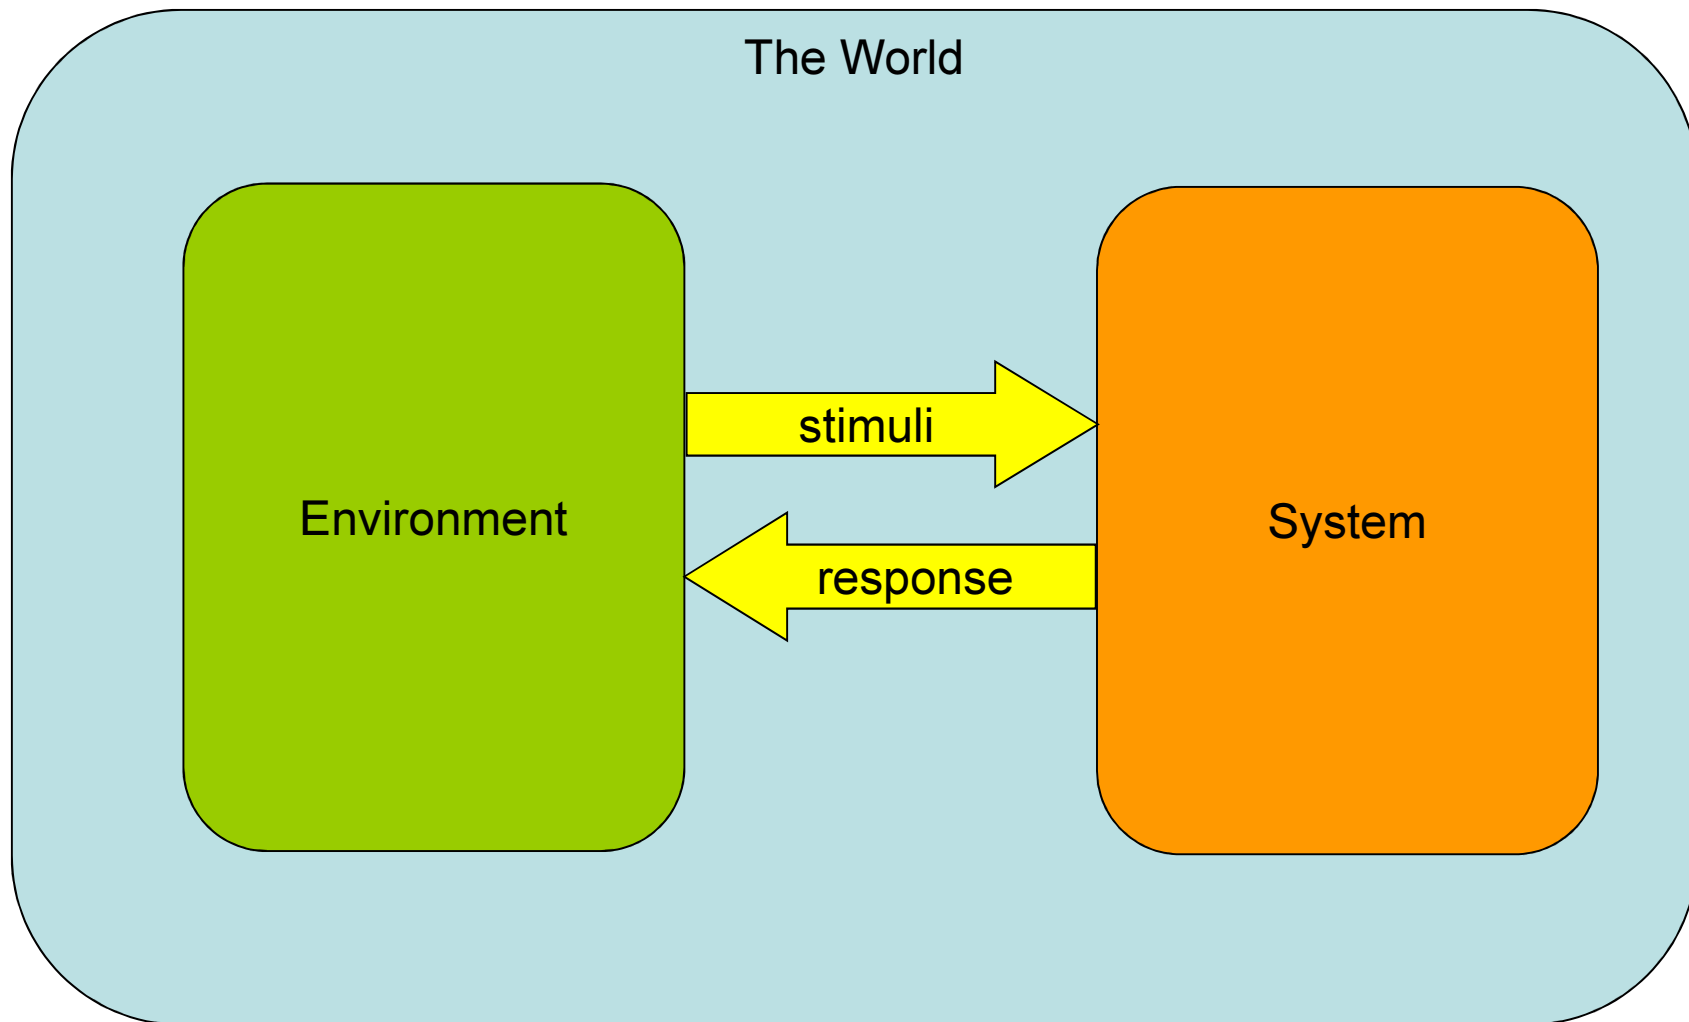 The World
stimuli
Environment
System
response